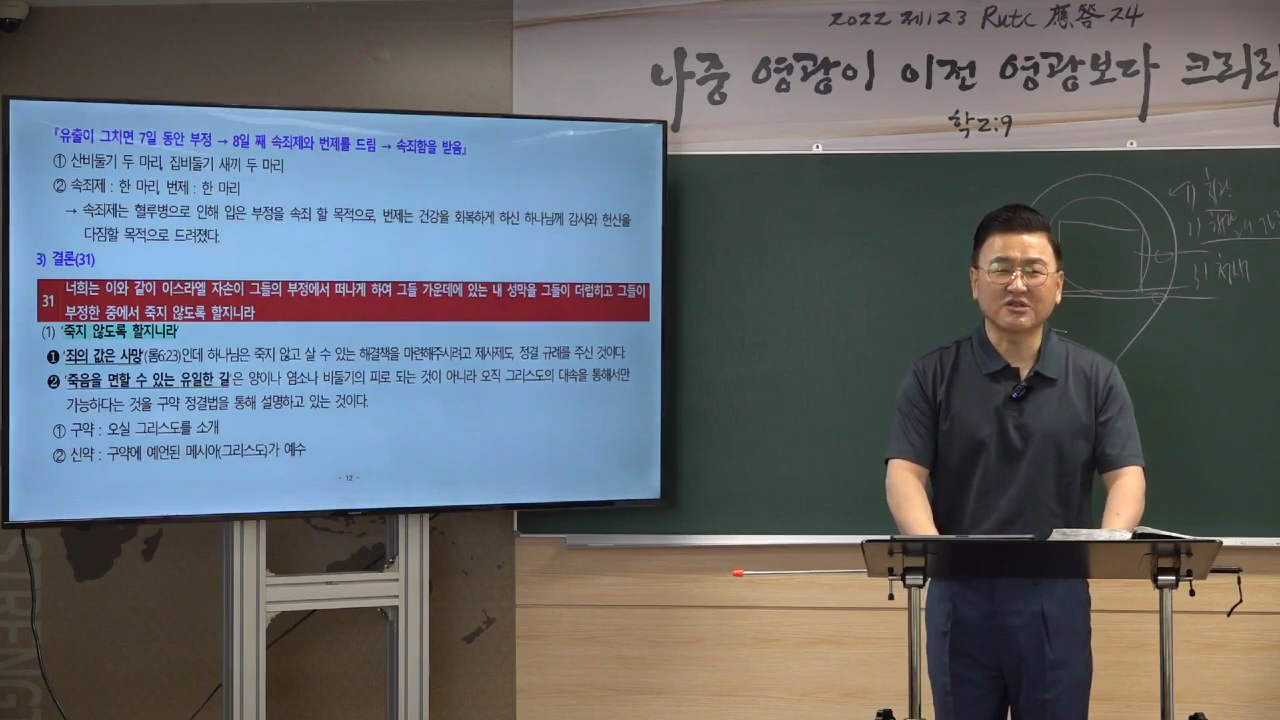 2022 제123 Rutc 應答 24
나중 영광이 이전 영광보다 크리라
학2:9
『유출이 그치면 7일 동안 부정 → 8일 째 속죄제와 번제를 드림 → 속죄함을 받음』
① 산비둘기 두 마리, 집비둘기 새끼 두 마리
② 속죄제 : 한 마리, 번제 : 한 마리
→ 속죄제는 혈루병으로 인해 입은 부정을 속죄 할 목적으로, 번제는 건강을 회복하게 하신 하나님께 감사와 헌신을
다짐할 목적으로 드려졌다.
3) 결론(31)
31 너희는 이와 같이 이스라엘 자손이 그들의 부정에서 떠나게 하여 그들 가운데에 있는 내 성막을 그들이 더럽히고 그들이
부정한 중에서 죽지 않도록 할지니라
(1) '죽지 않도록 할지니라'
❶ '죄의 값은 사망'(롬6:23)인데 하나님은 죽지 않고 살 수 있는 해결책을 마련해주시려고 제사제도, 정결 규례를 주신 것이다.
❷ '죽음을 면할 수 있는 유일한 길'은 양이나 염소나 비둘기의 피로 되는 것이 아니라 오직 그리스도의 대속을 통해서만
가능하다는 것을 구약 정결법을 통해 설명하고 있는 것이다.
① 구약 : 오실 그리스도를 소개
② 신약 : 구약에 예언된 메시아(그리스도)가 예수
- 12 -